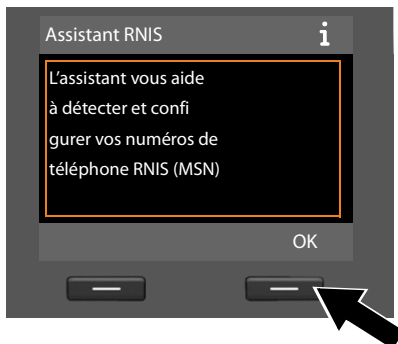 Assistant RNIS i
L'assistant vous aide
à détecter et confi
gurer vos numéros de
téléphone RNIS (MSN)
OK